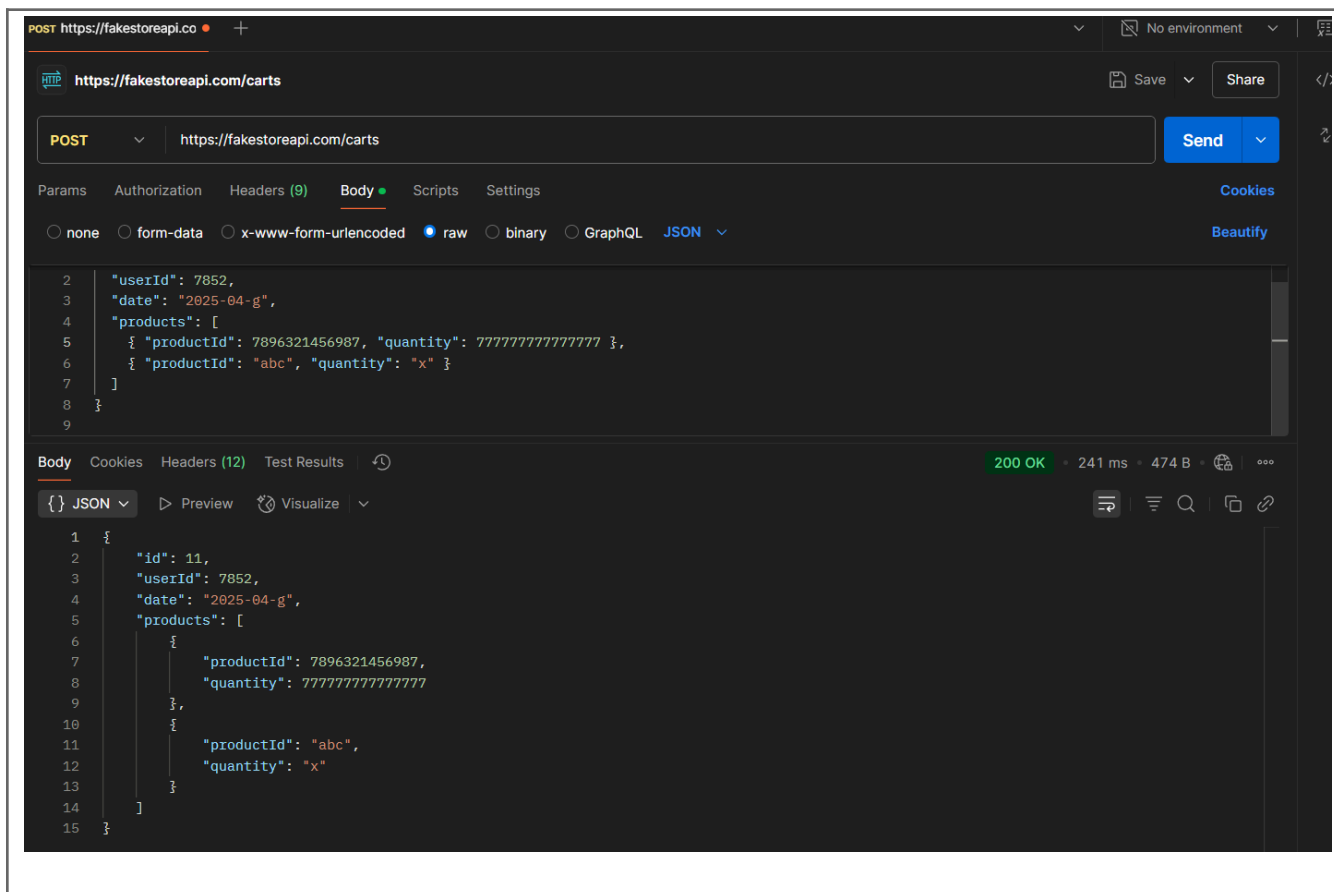 POST https://fakestoreapi.co
No environment
https://fakestoreapi.com/carts
Save
Share
POST https://fakestoreapi.com/carts
Send
Params Authorization Headers (9) Body Scripts Settings Cookies
none form-data x-www-form-urlencoded raw binary GraphQL JSON Beautify
2 "userId": 7852,
3 "date": "2025-04-g",
4 "products": [
5 { "productId": 7896321456987, "quantity": 777777777777777 },
6 { "productId": "abc", "quantity": "x" }
7 ]
8 }
9
Body Cookies Headers (12) Test Results 200 OK 241 ms 474 B
{} JSON Preview Visualize
1 {
2 "id": 11,
3 "userId": 7852,
4 "date": "2025-04-g",
5 "products": [
6 {
7 "productId": 7896321456987,
8 "quantity": 777777777777777
9 },
10 {
11 "productId": "abc",
12 "quantity": "x"
13 }
14 ]
15 }